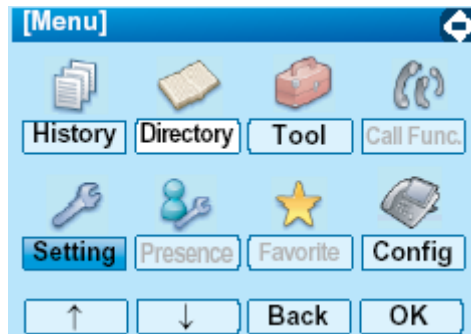 [Menu]
History Directory Tool Call Func.
Setting Presence Favorite Config
↑ ↓ Back OK